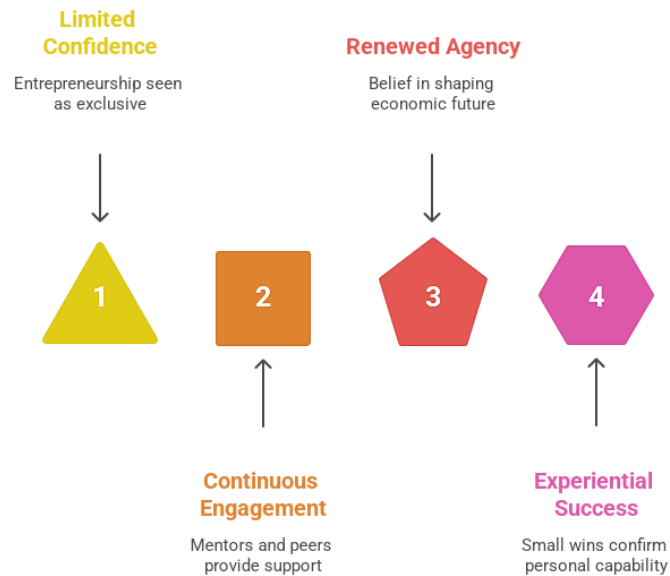 Limited
Confidence
Entrepreneurship seen
as exclusive
Renewed Agency
Belief in shaping
economic future
1
2
3
4
Continuous
Engagement
Mentors and peers
provide support
Experiential
Success
Small wins confirm
personal capability